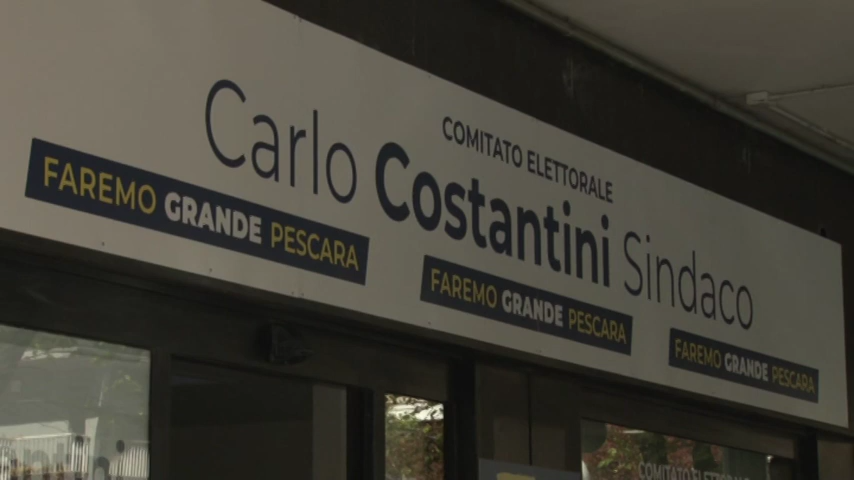 COMITATO ELETTORALE
Carlo Costantini Sindaco
FAREMO GRANDE PESCARA
FAREMO GRANDE PESCARA
FAREMO GRANDE PESCARA
COMITATO ELETTORALE